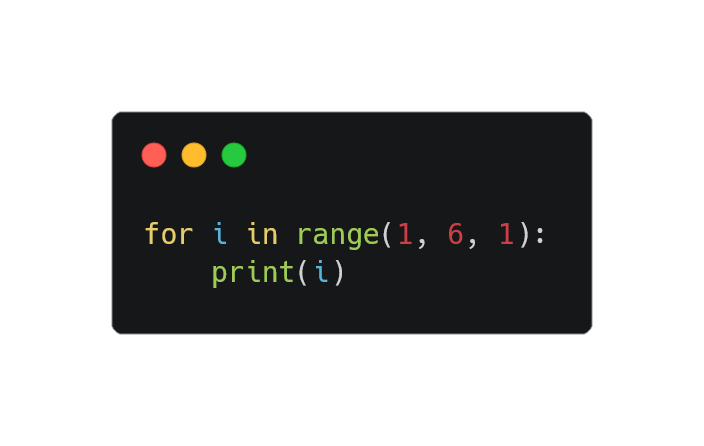 for i in range(1, 6, 1):
    print(i)